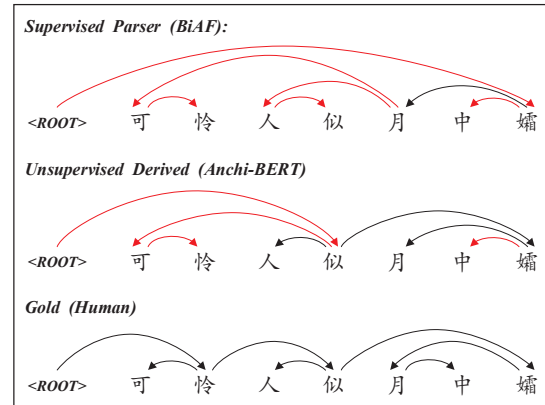 Supervised Parser (BiAF):
<ROOT> 可 怜 人 似 月 中 孀
Unsupervised Derived (Anchi-BERT)
<ROOT> 可 怜 人 似 月 中 孀
Gold (Human)
<ROOT> 可 怜 人 似 月 中 孀